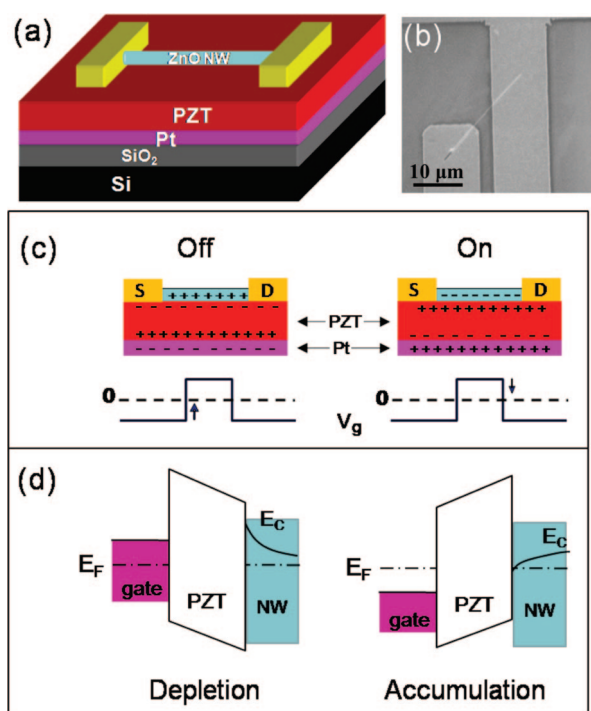 (a)
ZnO NW
PZT
Pt
SiO₂
Si
(b)
10 μm
(c)
Off
On
S
+ + + + + + +
D
S
- - - - - - - -
D
- - - - - - - - - -
+ + + + + + + + + +
PZT
+ + + + + + + + + +
- - - - - - - - - -
Pt
- - - - - - - - - -
+ + + + + + + + + +
0
0
Vg
(d)
EC
EC
EF
EF
gate
PZT
NW
gate
PZT
NW
Depletion
Accumulation